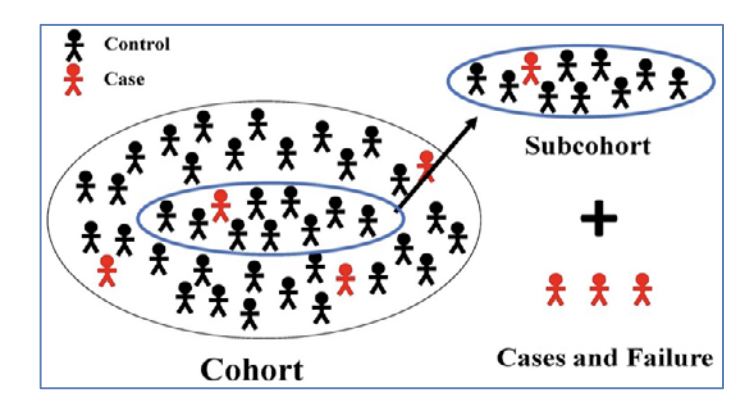 Control
Case
Subcohort
+
Cases and Failure
Cohort